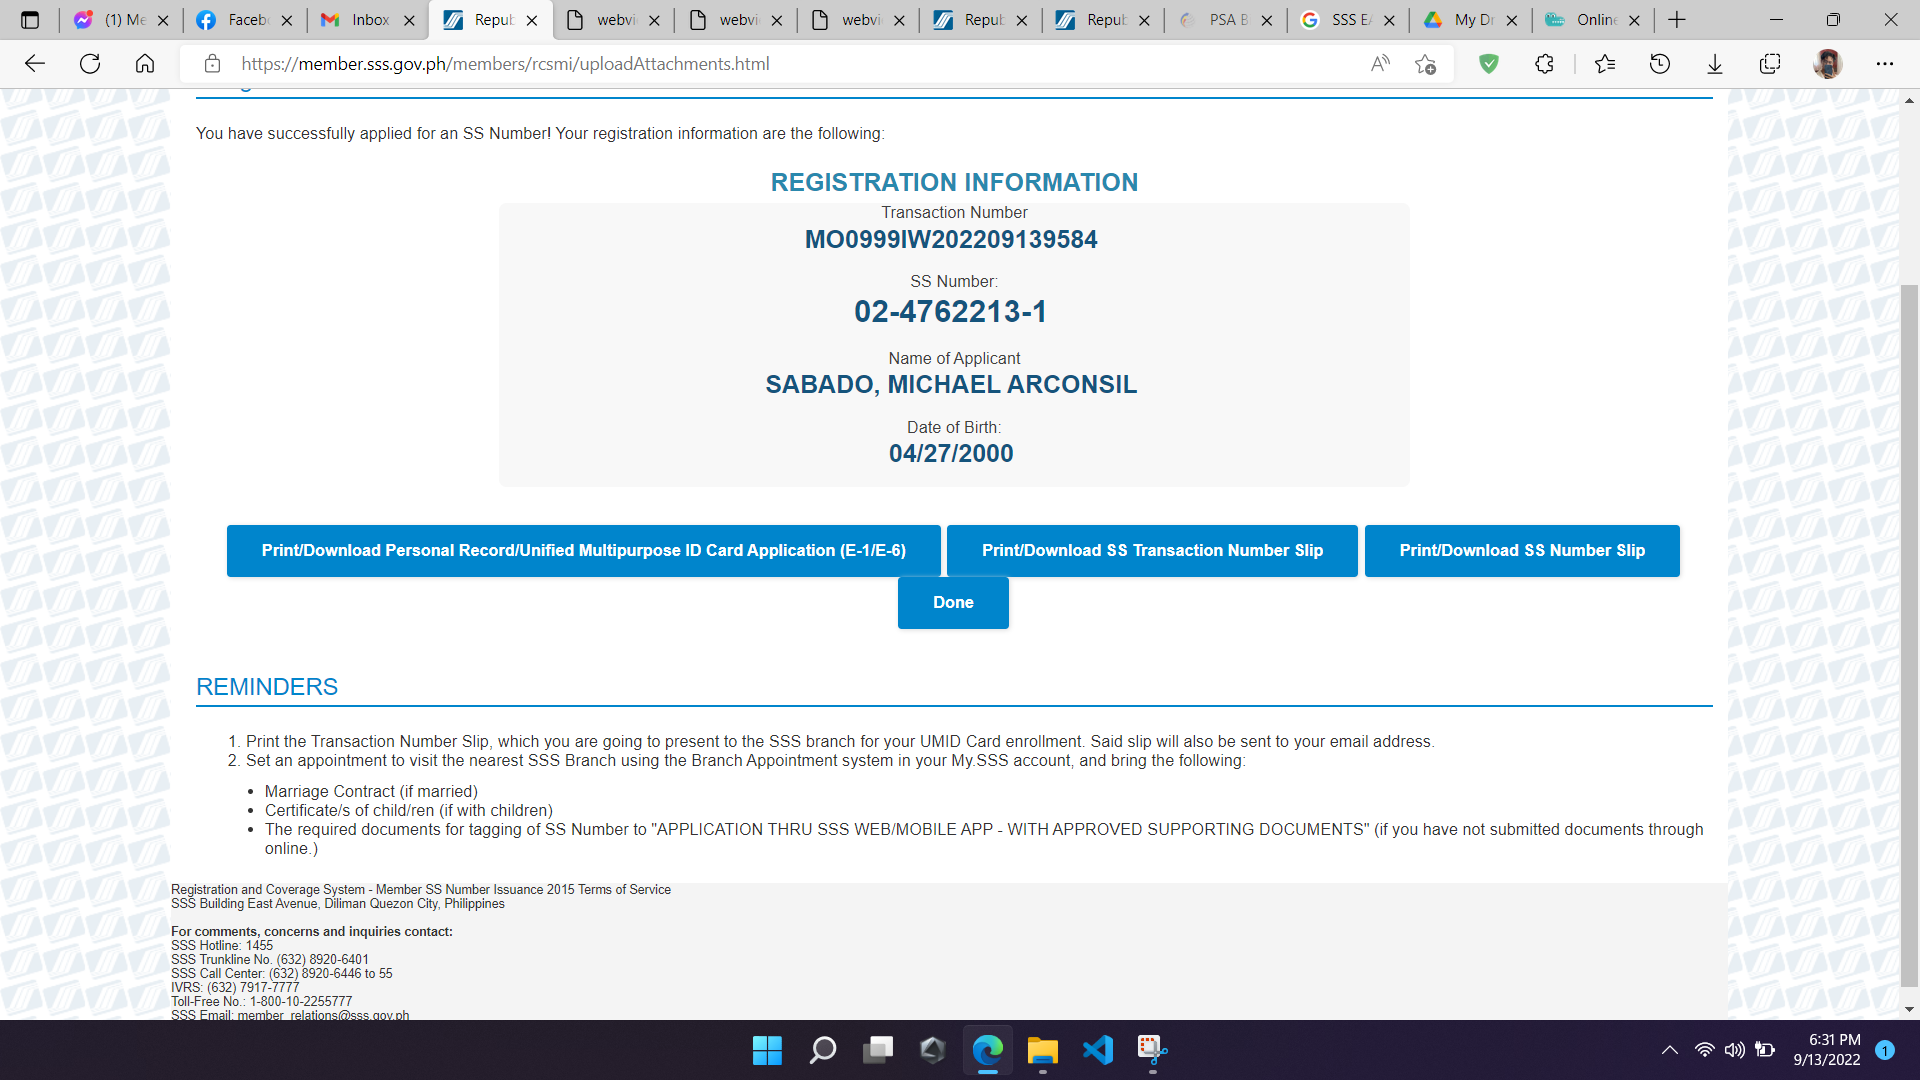 (1) Me
Faceb
Inbox
Repub
webvi
webvi
webvi
Repub
Repub
PSA B
SSS EA
My Dr
Online
https://member.sss.gov.ph/members/rcsmi/uploadAttachments.html
You have successfully applied for an SS Number! Your registration information are the following:
REGISTRATION INFORMATION
Transaction Number
MO0999IW202209139584
SS Number:
02-4762213-1
Name of Applicant
SABADO, MICHAEL ARCONSIL
Date of Birth:
04/27/2000
Print/Download Personal Record/Unified Multipurpose ID Card Application (E-1/E-6)
Print/Download SS Transaction Number Slip
Print/Download SS Number Slip
Done
REMINDERS
1. Print the Transaction Number Slip, which you are going to present to the SSS branch for your UMID Card enrollment. Said slip will also be sent to your email address.
2. Set an appointment to visit the nearest SSS Branch using the Branch Appointment system in your My.SSS account, and bring the following:
• Marriage Contract (if married)
• Certificate/s of child/ren (if with children)
• The required documents for tagging of SS Number to "APPLICATION THRU SSS WEB/MOBILE APP - WITH APPROVED SUPPORTING DOCUMENTS" (if you have not submitted documents through
online.)
Registration and Coverage System - Member SS Number Issuance 2015 Terms of Service
SSS Building East Avenue, Diliman Quezon City, Philippines
For comments, concerns and inquiries contact:
SSS Hotline: 1455
SSS Trunkline No. (632) 8920-6401
SSS Call Center: (632) 8920-6446 to 55
IVRS: (632) 7917-7777
Toll-Free No.: 1-800-10-2255777
SSS Email: member_relations@sss.gov.ph
6:31 PM
9/13/2022
1